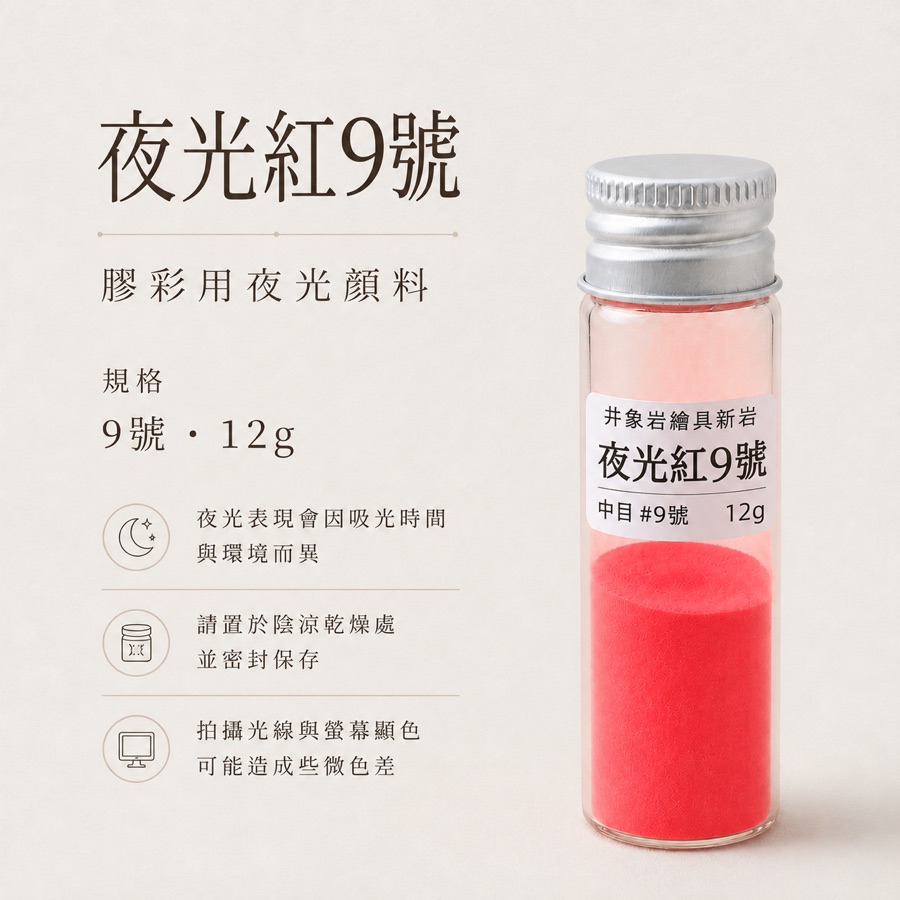 夜光紅9號
膠彩用夜光顏料
規格
9號・12g
夜光表現會因吸光時間
與環境而異
請置於陰涼乾燥處
並密封保存
拍攝光線與螢幕顯色
可能造成些微色差
井象岩繪具新岩
夜光紅9號
中目 #9號 12g